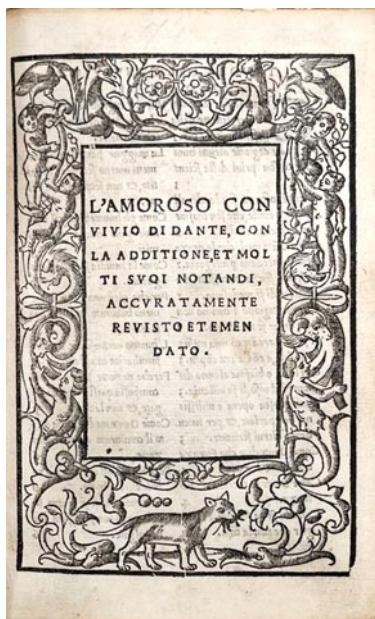 L'AMOROSO CON
VIVIO DI DANTE, CON
LA ADDITIONE, ET MOL
TI SVOI NOTANDI,
ACCVRATAMENTE
REVISTO ET EMEN
DATO.